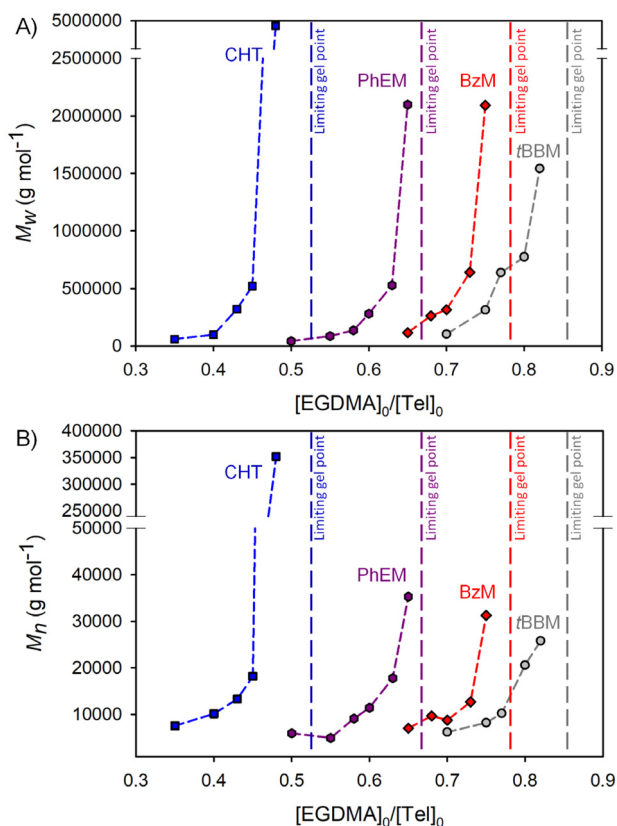 A)
5000000
2500000
2000000
1500000
1000000
500000
0
Mw (g mol⁻¹)
CHT
PhEM
BzM
tBBM
Limiting gel point
Limiting gel point
Limiting gel point
Limiting gel point
0.3 0.4 0.5 0.6 0.7 0.8 0.9
[EGDMA]₀/[Tel]₀
B)
400000
350000
300000
250000
50000
40000
30000
20000
10000
Mn (g mol⁻¹)
CHT
PhEM
BzM
tBBM
Limiting gel point
Limiting gel point
Limiting gel point
Limiting gel point
0.3 0.4 0.5 0.6 0.7 0.8 0.9
[EGDMA]₀/[Tel]₀